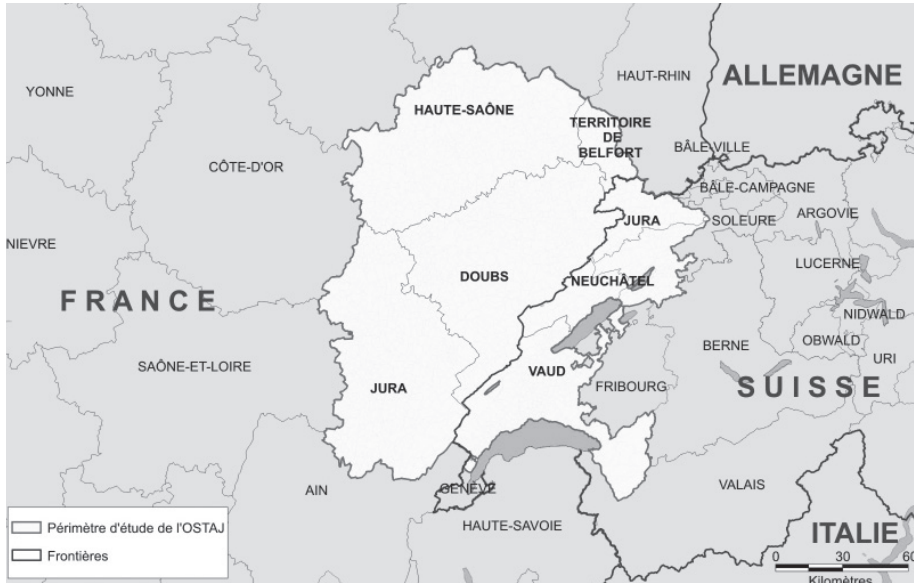 HAUT-RHIN
ALLEMAGNE
YONNE
HAUTE-SAÔNE
TERRITOIRE
DE
BELFORT
CÔTE-D'OR
BÂLE-VILLE
BÂLE-CAMPAGNE
JURA
SOLEURE
ARGOVIE
NIEVRE
DOUBS
LUCERNE
NEUCHÂTEL
FRANCE
NIDWALD
OBWALD
BERNE
URI
SAÔNE-ET-LOIRE
VAUD
JURA
FRIBOURG
SUISSE
VALAIS
AIN
GENÈVE
HAUTE-SAVOIE
ITALIE
Périmètre d'étude de l'OSTAJ
Frontières
0 30 60
Kilomètres